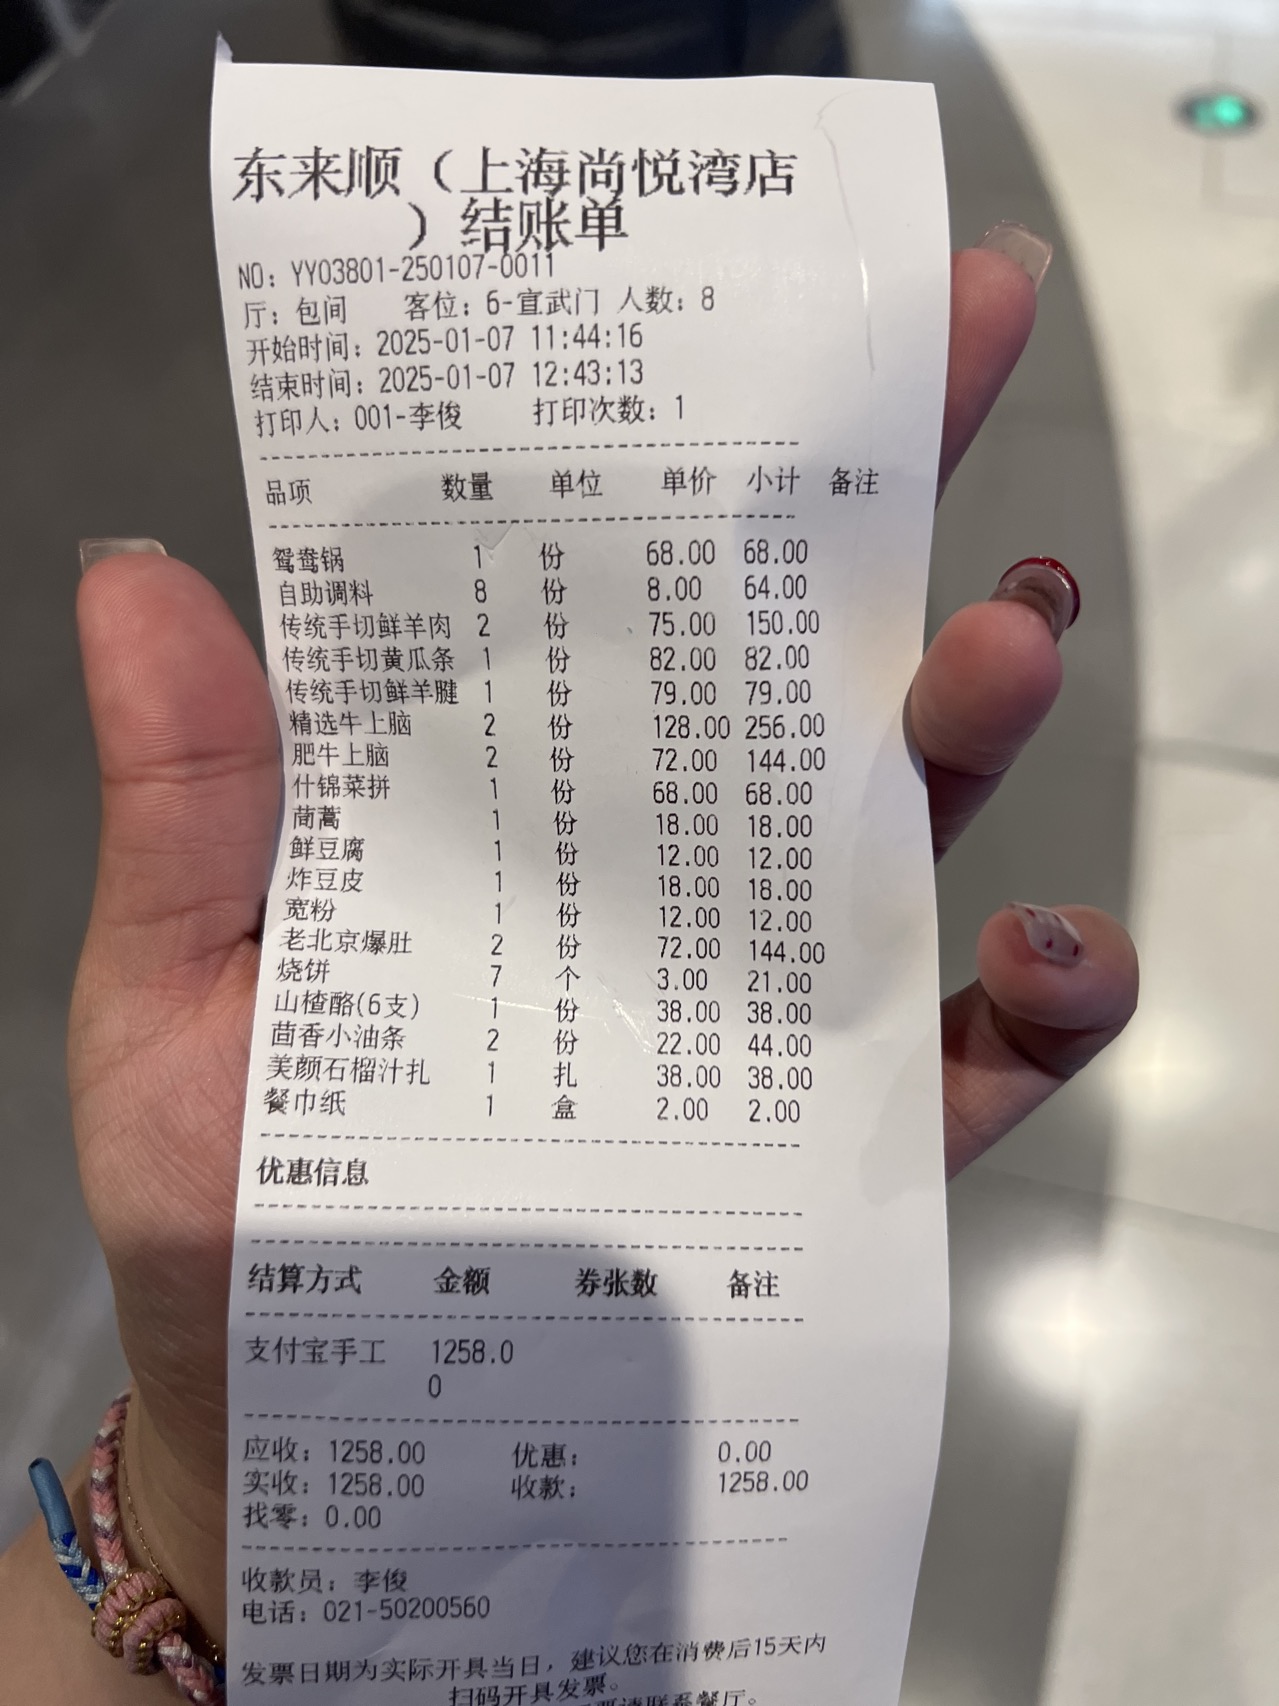 东来顺（上海尚悦湾店
）结账单
NO: YY03801-250107-0011
厅: 包间 客位: 6-宣武门 人数: 8
开始时间: 2025-01-07 11:44:16
结束时间: 2025-01-07 12:43:13
打印人: 001-李俊 打印次数: 1
品项 数量 单位 单价 小计 备注
鸳鸯锅 1 份 68.00 68.00
自助调料 8 份 8.00 64.00
传统手切鲜羊肉 2 份 75.00 150.00
传统手切黄瓜条 1 份 82.00 82.00
传统手切鲜羊腱 1 份 79.00 79.00
精选牛上脑 2 份 128.00 256.00
肥牛上脑 2 份 72.00 144.00
什锦菜拼 1 份 68.00 68.00
茼蒿 1 份 18.00 18.00
鲜豆腐 1 份 12.00 12.00
炸豆皮 1 份 18.00 18.00
宽粉 1 份 12.00 12.00
老北京爆肚 2 份 72.00 144.00
烧饼 7 个 3.00 21.00
山楂酪(6支) 1 份 38.00 38.00
茴香小油条 2 份 22.00 44.00
美颜石榴汁扎 1 扎 38.00 38.00
餐巾纸 1 盒 2.00 2.00
优惠信息
结算方式 金额 券张数 备注
支付宝手工 1258.0
0
应收: 1258.00 优惠: 0.00
实收: 1258.00 收款: 1258.00
找零: 0.00
收款员: 李俊
电话: 021-50200560
发票日期为实际开具当日，建议您在消费后15天内
扫码开具发票。
请联系餐厅。